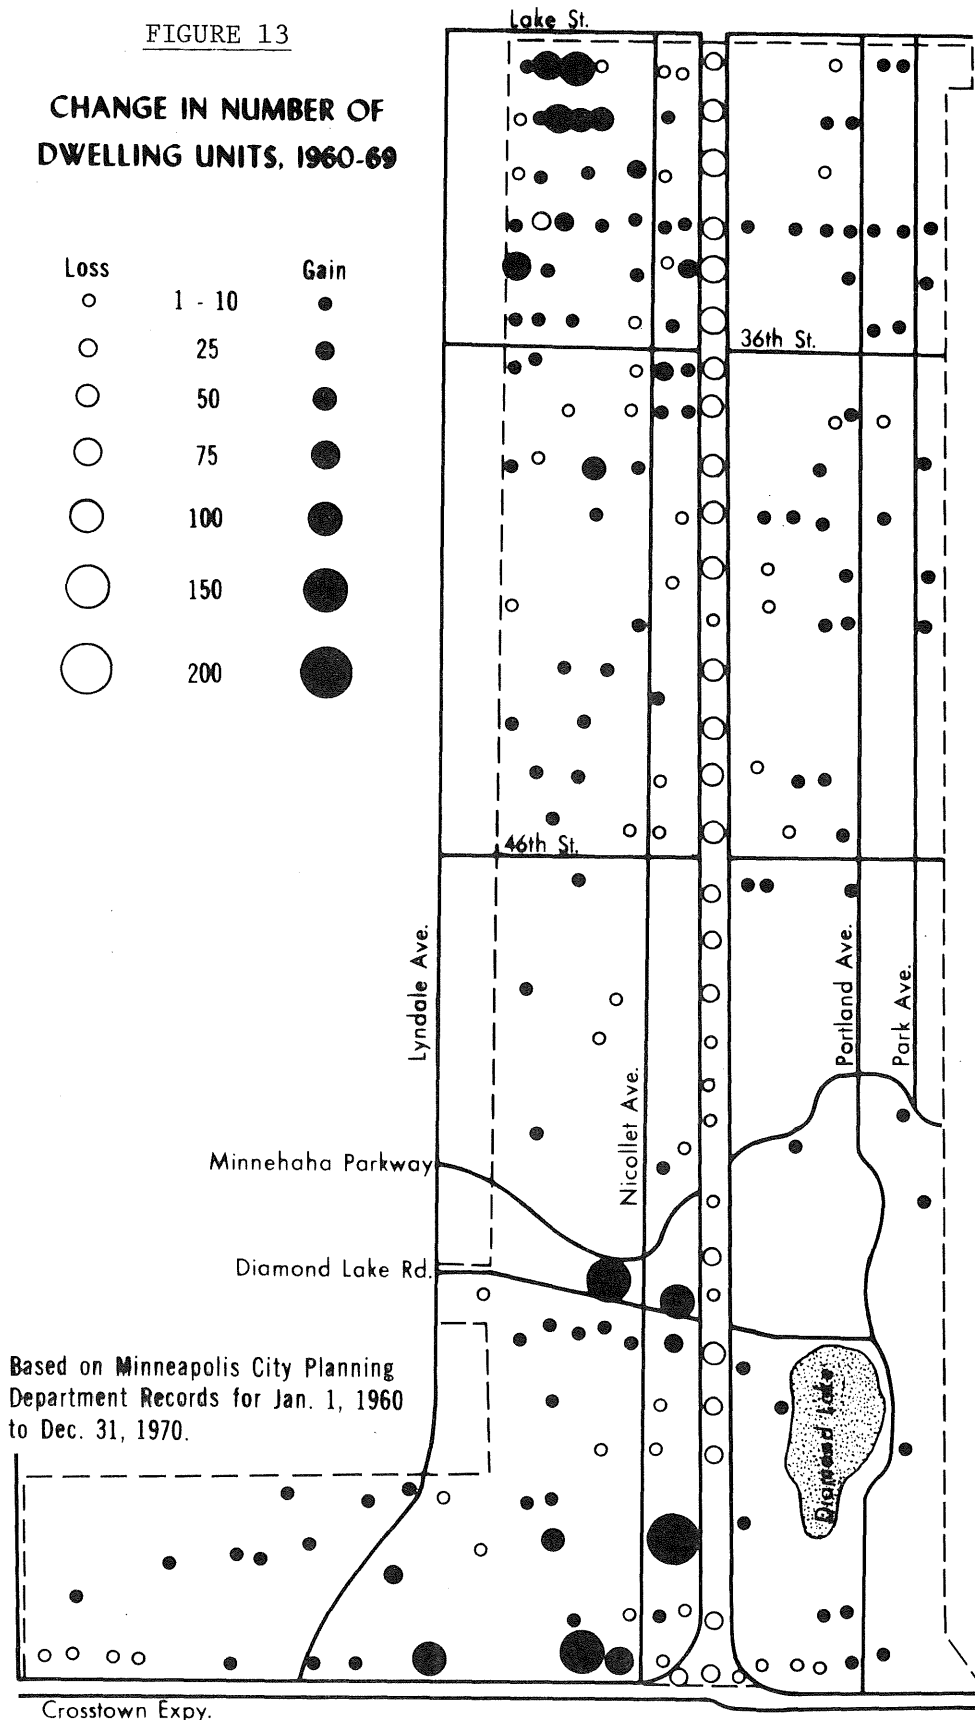 FIGURE 13
CHANGE IN NUMBER OF
DWELLING UNITS, 1960-69
Loss
Gain
1 - 10
25
50
75
100
150
200
Lake St.
36th St.
46th St.
Lyndale Ave.
Nicollet Ave.
Portland Ave.
Park Ave.
Minnehaha Parkway
Diamond Lake Rd.
Diamond Lake
Based on Minneapolis City Planning
Department Records for Jan. 1, 1960
to Dec. 31, 1970.
Crosstown Expy.